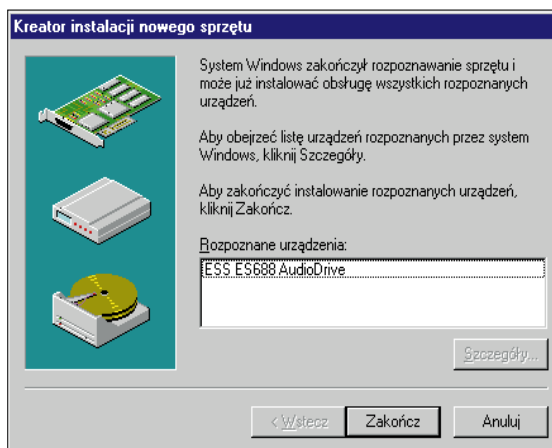 Kreator instalacji nowego sprzętu
System Windows zakończył rozpoznawanie sprzętu i
może już instalować obsługę wszystkich rozpoznanych
urządzeń.
Aby obejrzeć listę urządzeń rozpoznanych przez system
Windows, kliknij Szczegóły.
Aby zakończyć instalowanie rozpoznanych urządzeń,
kliknij Zakończ.
Rozpoznane urządzenia:
ESS ES688 AudioDrive
Szczegóły...
< Wstecz Zakończ Anuluj